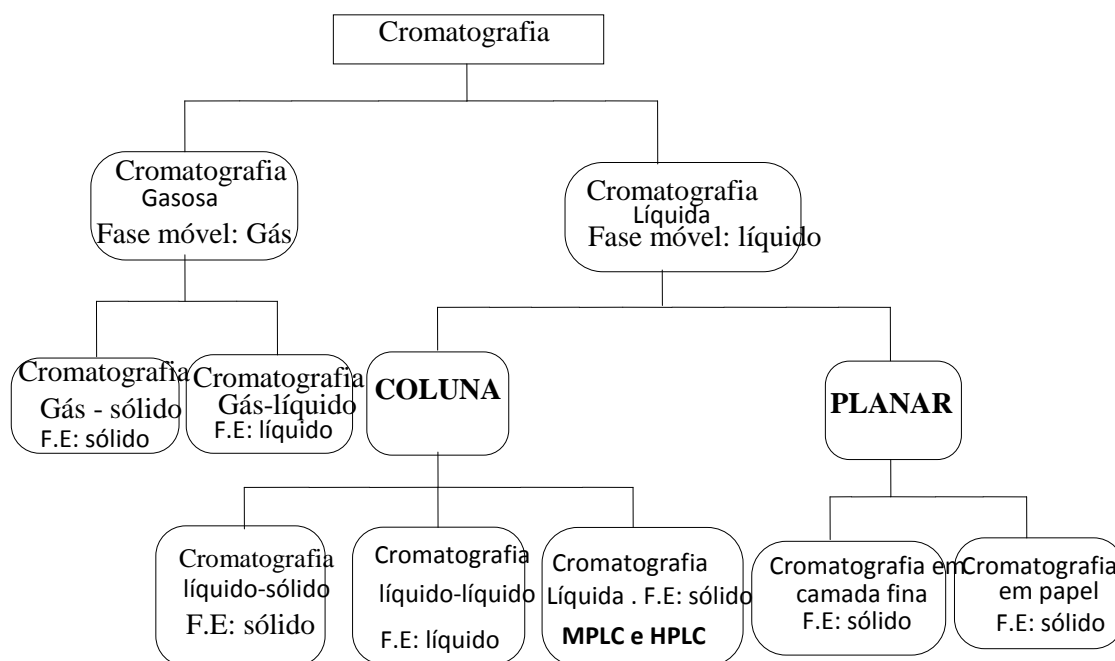 Cromatografia
Cromatografia
Gasosa
Fase móvel: Gás
Cromatografia
Líquida
Fase móvel: líquido
Cromatografia
Gás - sólido
F.E: sólido
Cromatografia
Gás-líquido
F.E: líquido
COLUNA
PLANAR
Cromatografia
líquido-sólido
F.E: sólido
Cromatografia
líquido-líquido
F.E: líquido
Cromatografia
Líquida . F.E: sólido
MPLC e HPLC
Cromatografia em
camada fina
F.E: sólido
Cromatografia
em papel
F.E: sólido